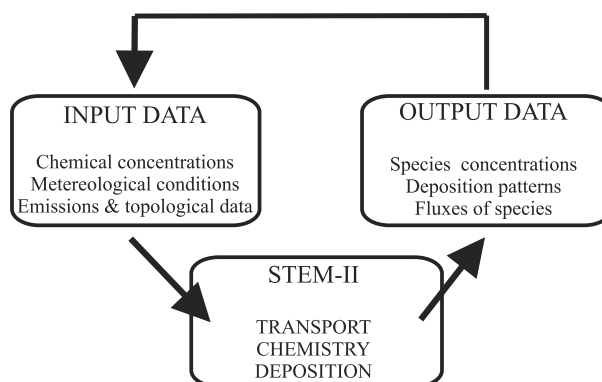 INPUT DATA
Chemical concentrations
Metereological conditions
Emissions & topological data
OUTPUT DATA
Species concentrations
Deposition patterns
Fluxes of species
STEM-II
TRANSPORT
CHEMISTRY
DEPOSITION